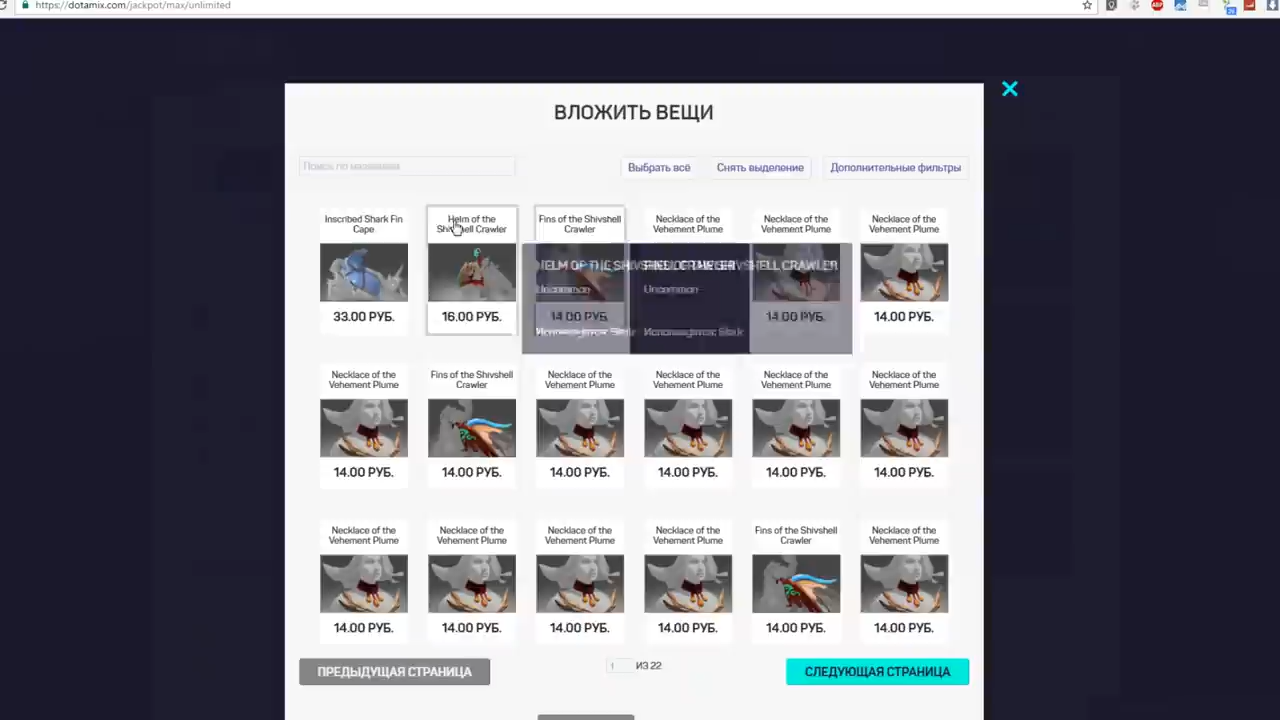 https://dotamix.com/jackpot/max/unlimited
ВЛОЖИТЬ ВЕЩИ
Поиск по названию
Выбрать всё
Снять выделение
Дополнительные фильтры
Inscribed Shark Fin
Cape
33.00 РУБ.
Helm of the
Shivshell Crawler
16.00 РУБ.
Fins of the Shivshell
Crawler
14.00 РУБ.
Necklace of the
Vehement Plume
Necklace of the
Vehement Plume
14.00 РУБ.
Necklace of the
Vehement Plume
14.00 РУБ.
Uncommon
Uncommon
Necklace of the
Vehement Plume
14.00 РУБ.
Fins of the Shivshell
Crawler
14.00 РУБ.
Necklace of the
Vehement Plume
14.00 РУБ.
Necklace of the
Vehement Plume
14.00 РУБ.
Necklace of the
Vehement Plume
14.00 РУБ.
Necklace of the
Vehement Plume
14.00 РУБ.
Necklace of the
Vehement Plume
14.00 РУБ.
Necklace of the
Vehement Plume
14.00 РУБ.
Necklace of the
Vehement Plume
14.00 РУБ.
Necklace of the
Vehement Plume
14.00 РУБ.
Fins of the Shivshell
Crawler
14.00 РУБ.
Necklace of the
Vehement Plume
14.00 РУБ.
ПРЕДЫДУЩАЯ СТРАНИЦА
1 ИЗ 22
СЛЕДУЮЩАЯ СТРАНИЦА